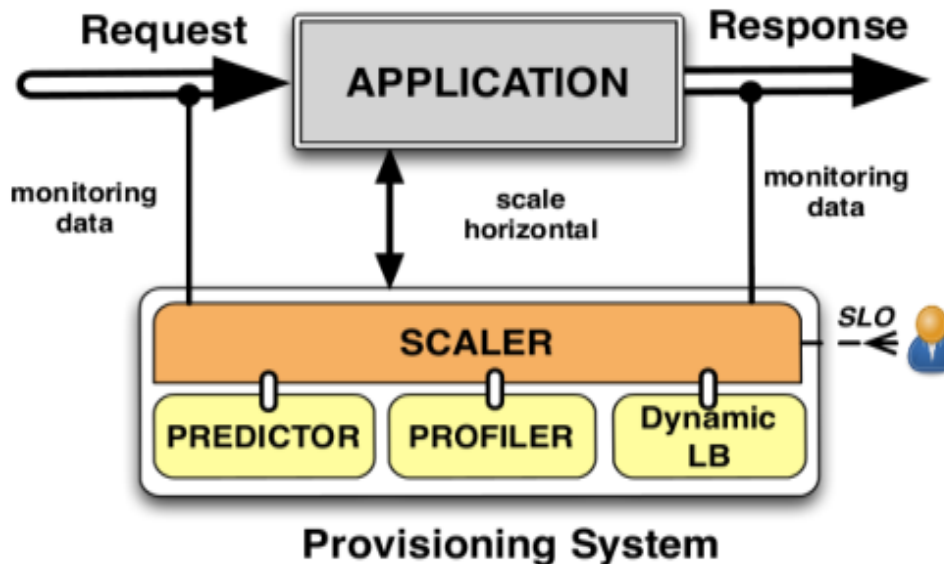 Request
Response
APPLICATION
monitoring
data
scale
horizontal
monitoring
data
SCALER
SLO
PREDICTOR
PROFILER
Dynamic
LB
Provisioning System